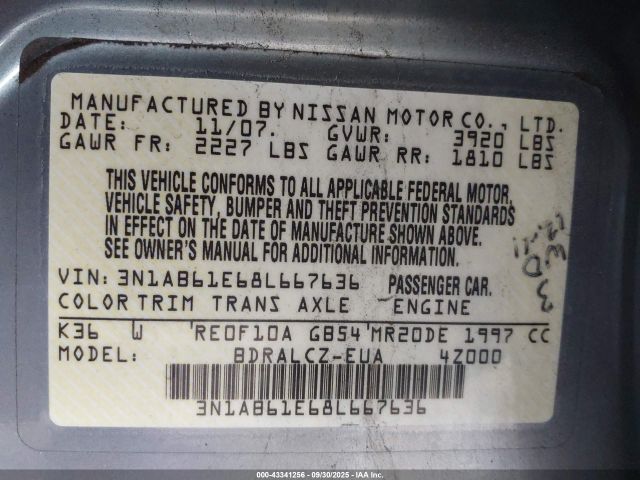 MANUFACTURED BY NISSAN MOTOR CO., LTD.
DATE: 11/07. GVWR: 3920 LBS
GAWR FR: 2227 LBS GAWR RR: 1810 LBS
THIS VEHICLE CONFORMS TO ALL APPLICABLE FEDERAL MOTOR
VEHICLE SAFETY, BUMPER AND THEFT PREVENTION STANDARDS
IN EFFECT ON THE DATE OF MANUFACTURE SHOWN ABOVE.
SEE OWNER'S MANUAL FOR ADDITIONAL INFORMATION.
VIN: 3N1AB61E68L667636 PASSENGER CAR.
COLOR TRIM TRANS AXLE ENGINE
K36 W 'RE0F10A GB54'MR20DE 1997 CC
MODEL: BDRALCZ-EUA 4Z000
3N1AB61E68L667636
WD 3
000-43341256 - 09/30/2025 - IAA Inc.